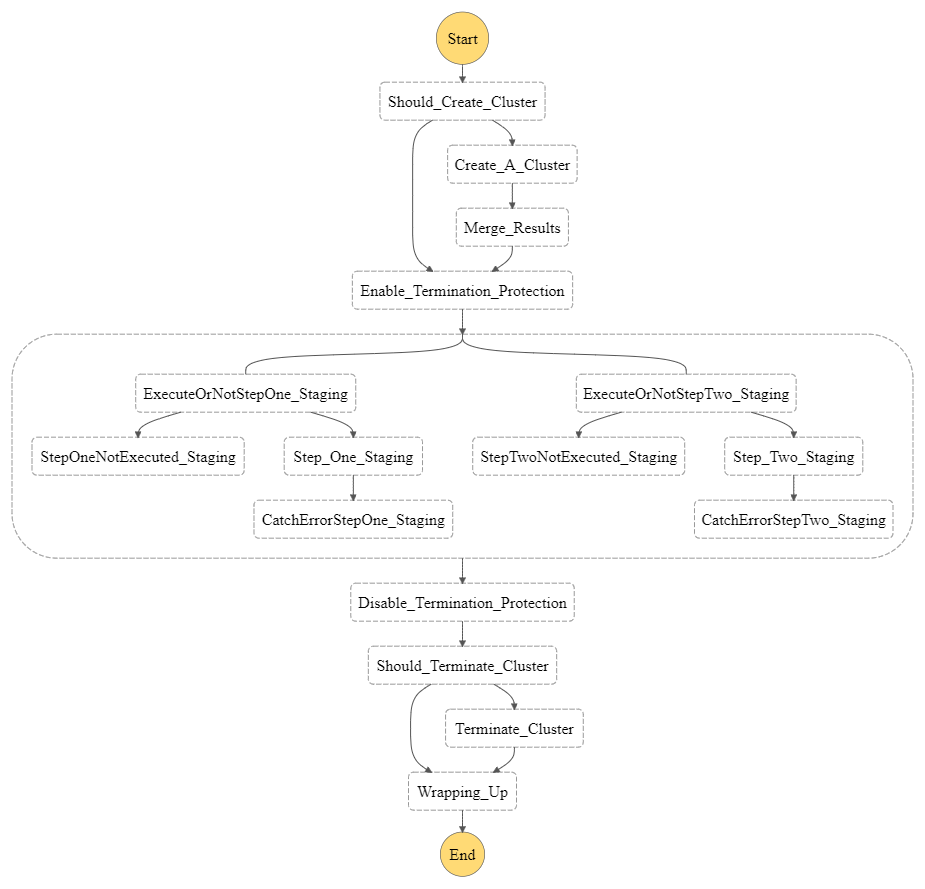 Start
Should_Create_Cluster
Create_A_Cluster
Merge_Results
Enable_Termination_Protection
ExecuteOrNotStepOne_Staging
ExecuteOrNotStepTwo_Staging
StepOneNotExecuted_Staging
Step_One_Staging
StepTwoNotExecuted_Staging
Step_Two_Staging
CatchErrorStepOne_Staging
CatchErrorStepTwo_Staging
Disable_Termination_Protection
Should_Terminate_Cluster
Terminate_Cluster
Wrapping_Up
End